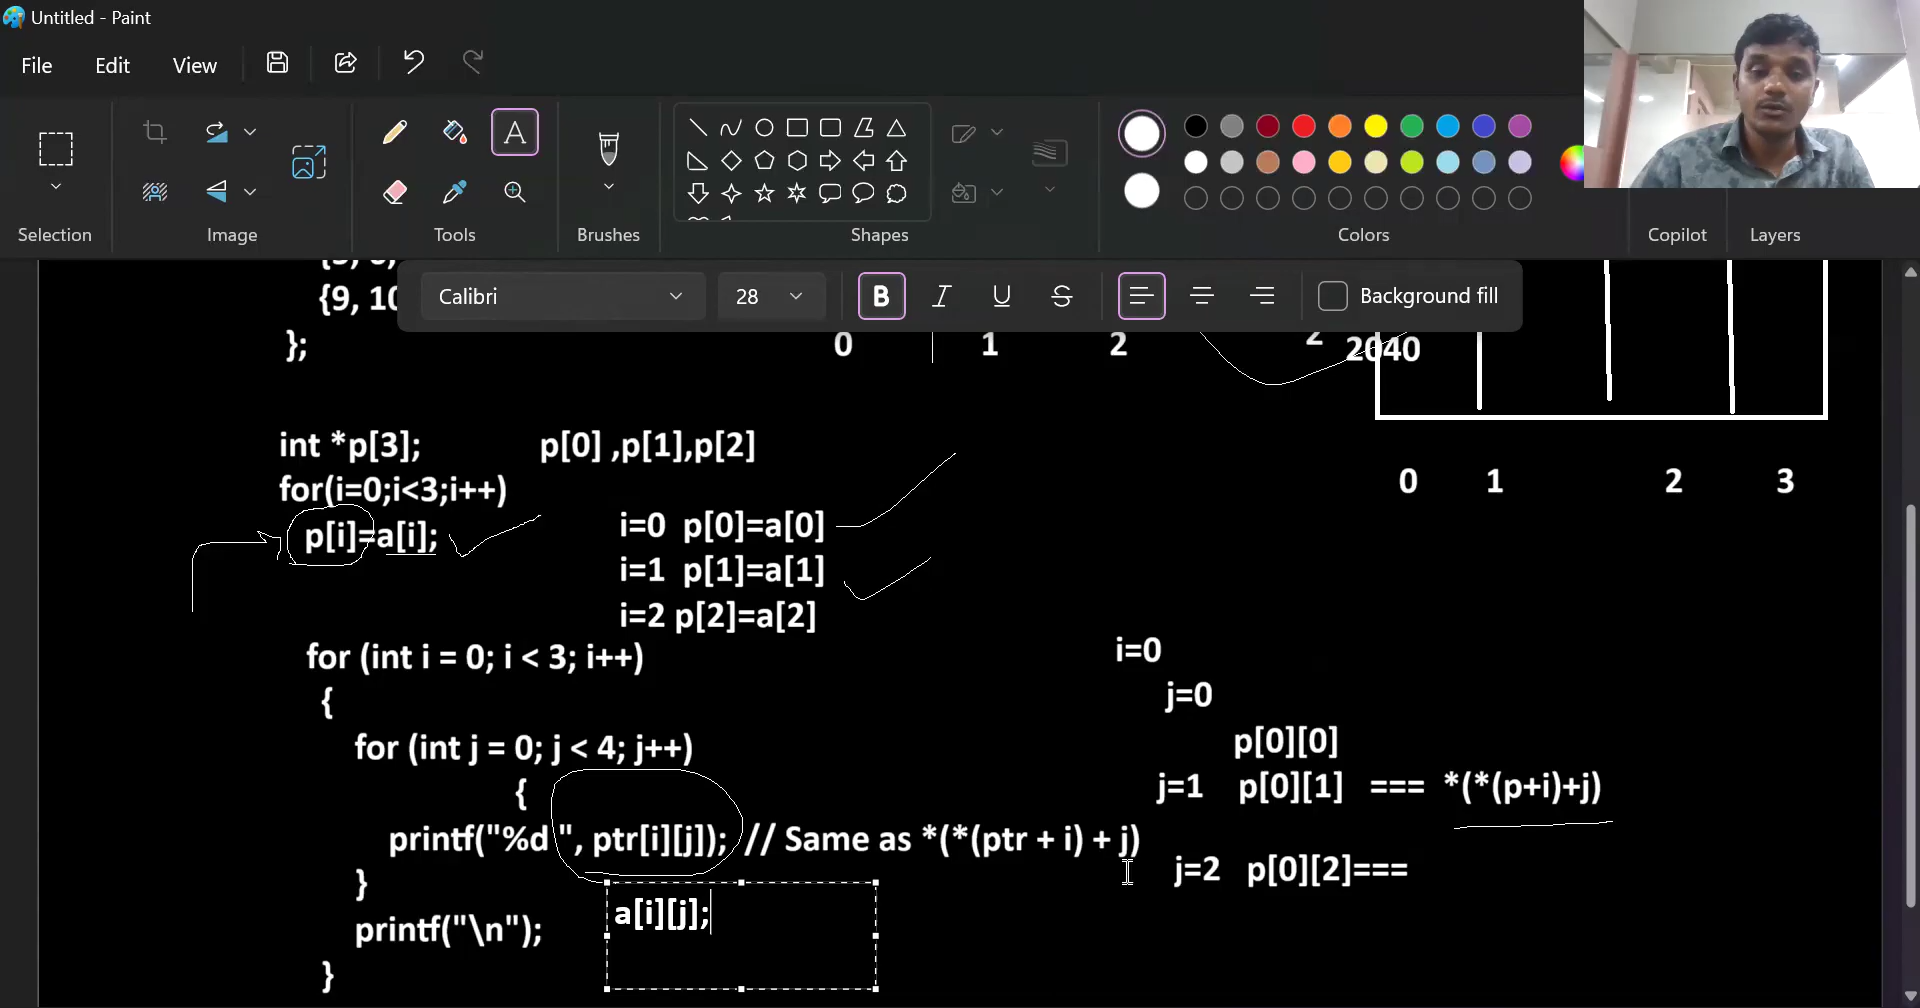 Untitled - Paint
File Edit View
Selection Image Tools Brushes Shapes Colors Copilot Layers
Calibri 28 B I U S Background fill
{9, 10
};
0 1 2 2 2040
int *p[3]; p[0] ,p[1],p[2]
for(i=0;i<3;i++)
0 1 2 3
p[i]=a[i];
i=0 p[0]=a[0]
i=1 p[1]=a[1]
i=2 p[2]=a[2]
for (int i = 0; i < 3; i++)
i=0
{
j=0
for (int j = 0; j < 4; j++)
p[0][0]
{
j=1 p[0][1] === *(*(p+i)+j)
printf("%d ", ptr[i][j]); // Same as *(*(ptr + i) + j)
}
j=2 p[0][2]===
a[i][j];
printf("\n");
}